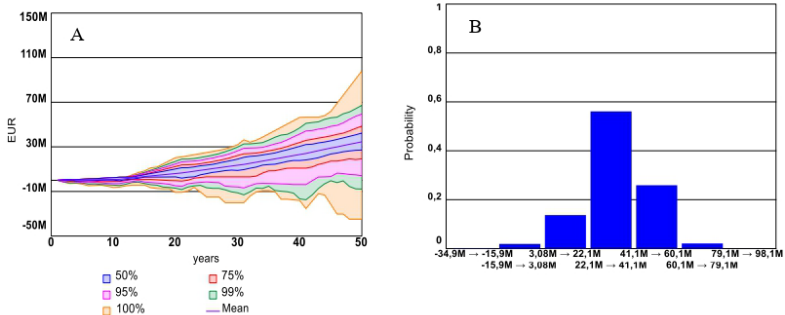 A
150M
110M
70M
30M
-10M
-50M
EUR
0 10 20 30 40 50
years
50% 75%
95% 99%
100% Mean
B
1
0,8
0,6
0,4
0,2
0
Probability
-34,9M → -15,9M 3,08M → 22,1M 41,1M → 60,1M 79,1M → 98,1M
-15,9M → 3,08M 22,1M → 41,1M 60,1M → 79,1M